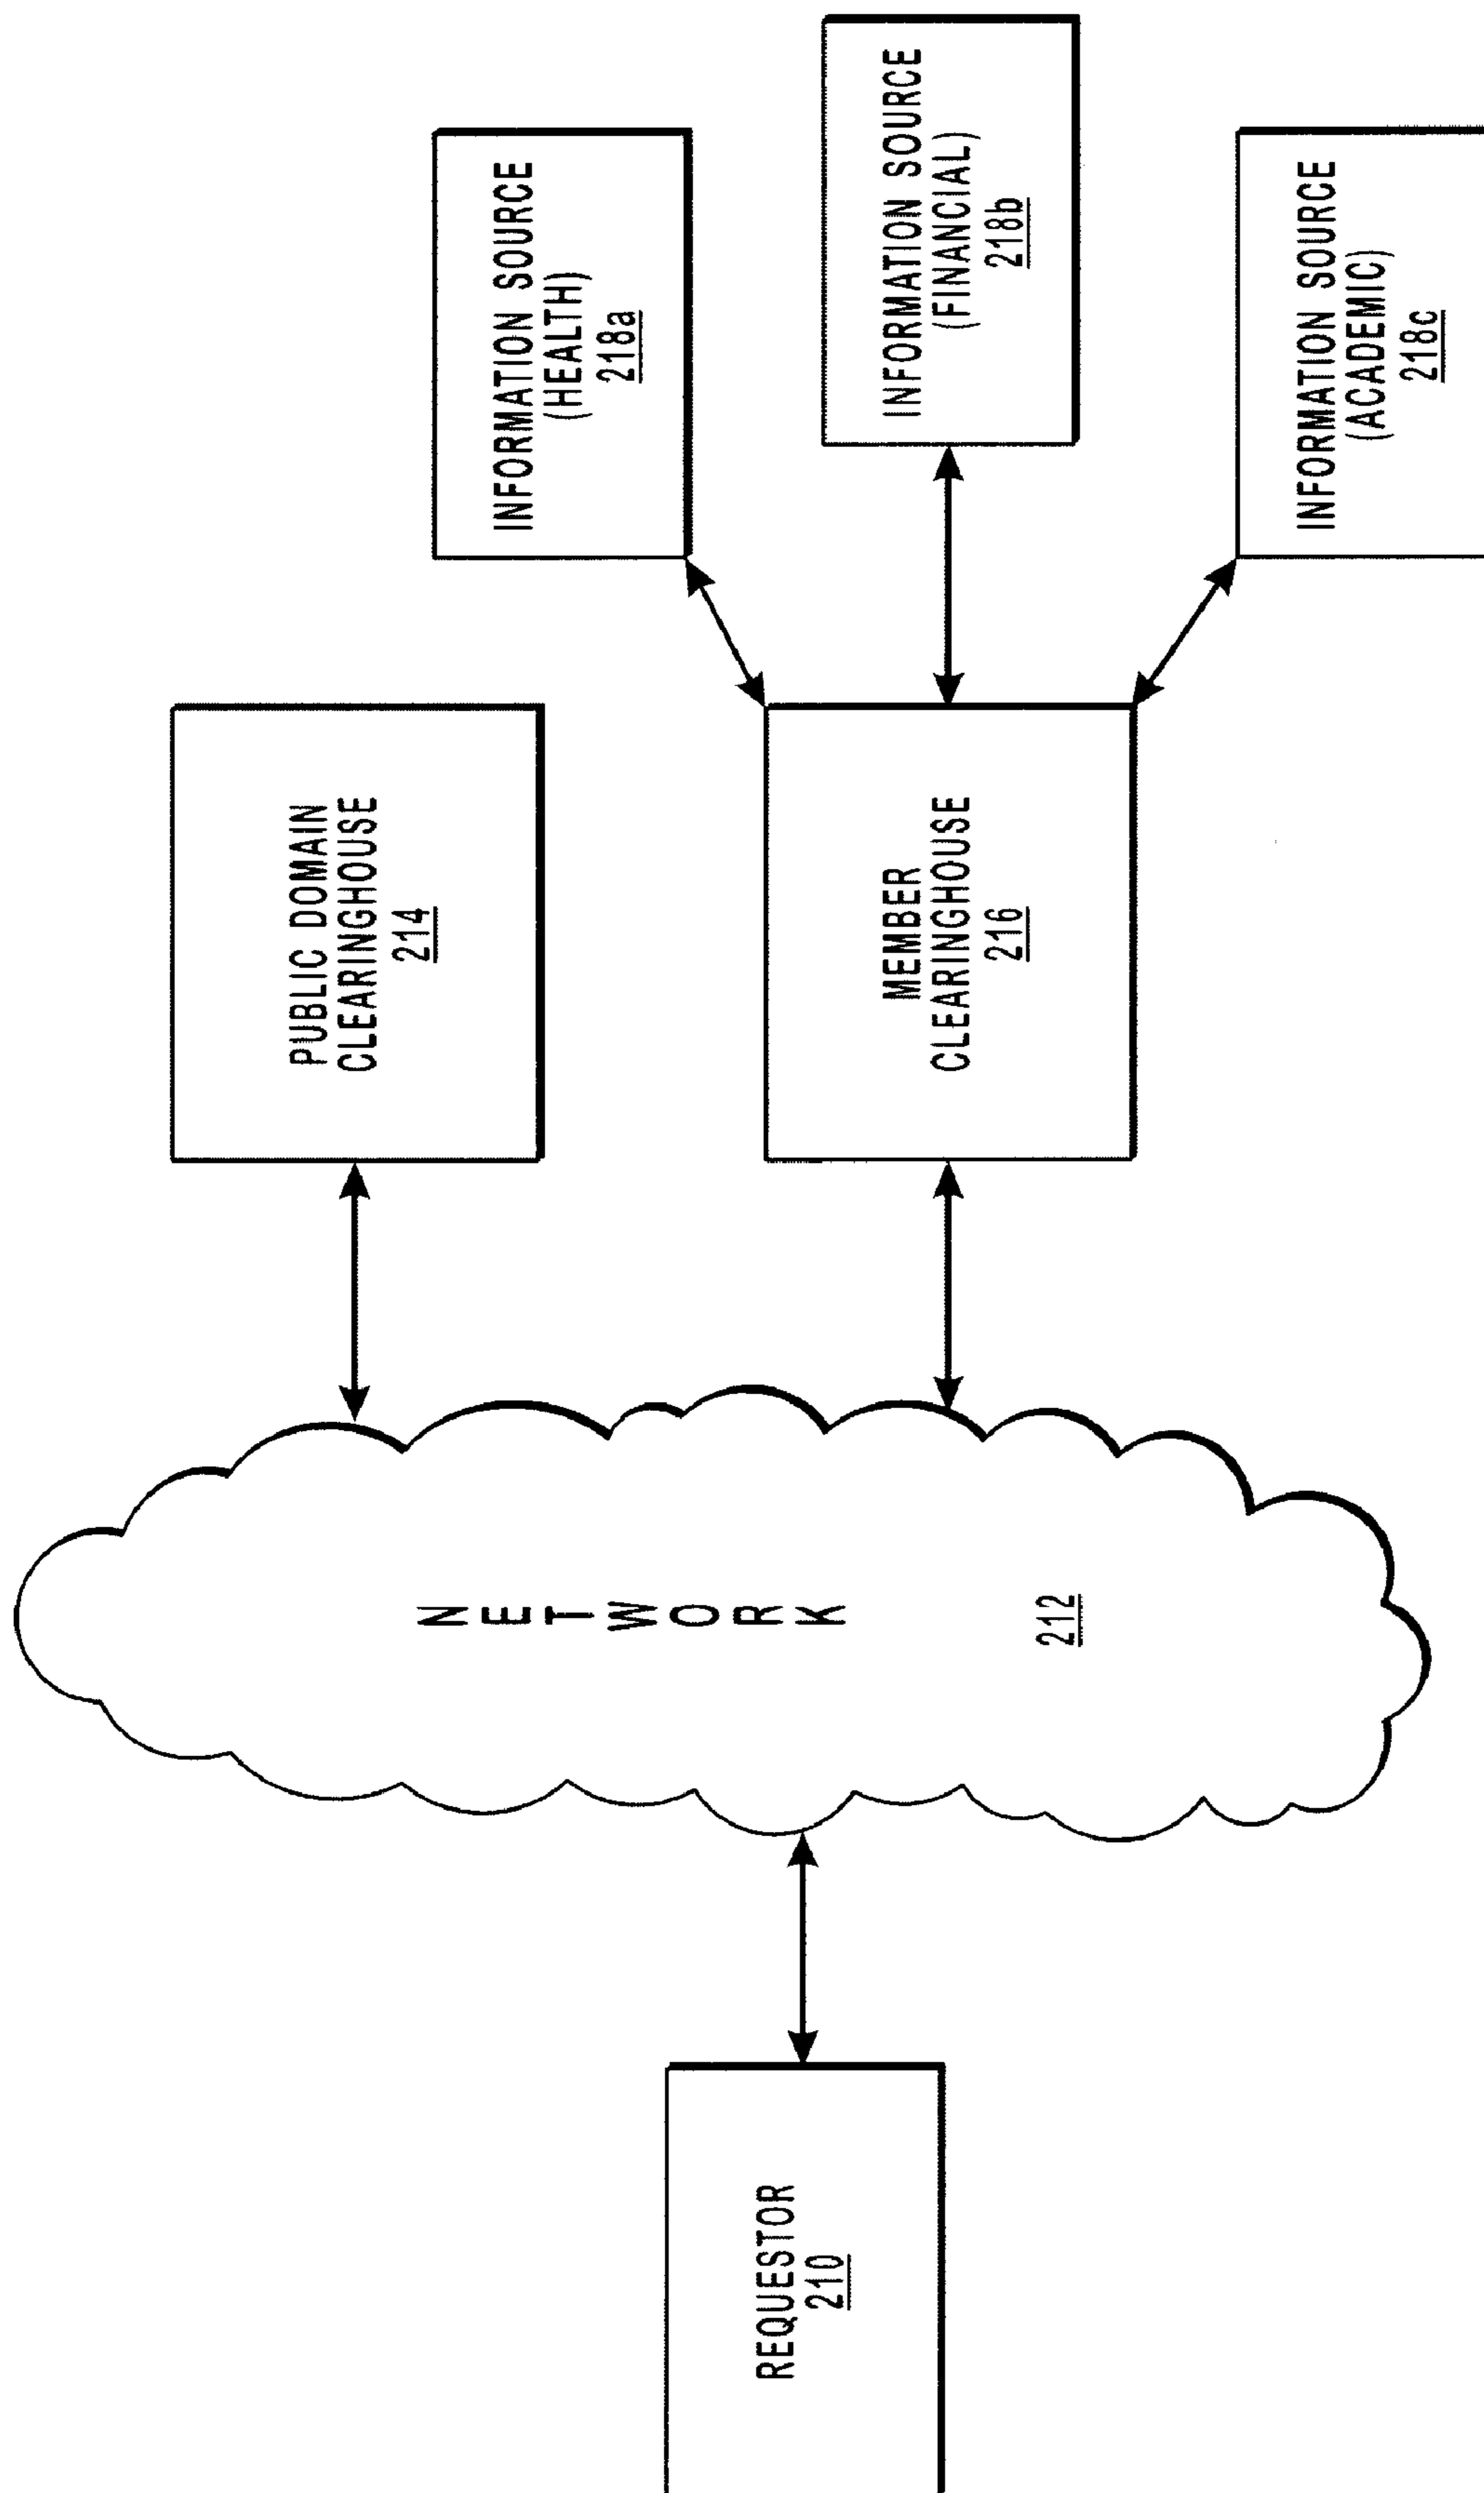 REQUESTOR
210
NETWORK
212
PUBLIC DOMAIN
CLEARINGHOUSE
214
MEMBER
CLEARINGHOUSE
216
INFORMATION SOURCE
(HEALTH)
218a
INFORMATION SOURCE
(FINANCIAL)
218b
INFORMATION SOURCE
(ACADEMIC)
218c